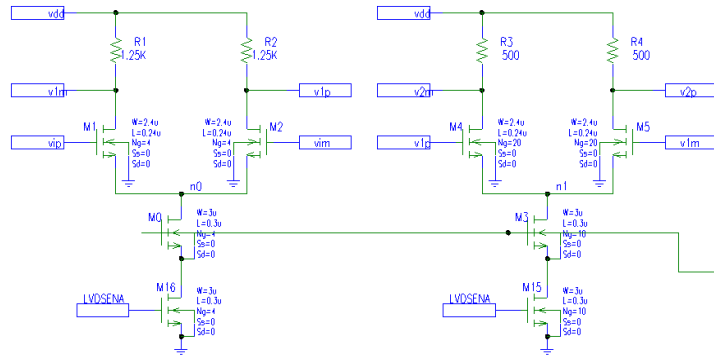 vdd
vdd
R1
1.25K
R2
1.25K
R3
500
R4
500
v1m
v1p
v2m
v2p
M1
W=2.4u
L=0.24u
Ng=4
Ss=0
Sd=0
W=2.4u
L=0.24u
Ng=4
Ss=0
Sd=0
M2
M4
W=2.4u
L=0.24u
Ng=20
Ss=0
Sd=0
W=2.4u
L=0.24u
Ng=20
Ss=0
Sd=0
M5
vip
vim
v1p
v1m
n0
n1
M0
W=3u
L=0.3u
Ng=4
Ss=0
Sd=0
M3
W=3u
L=0.3u
Ng=10
Ss=0
Sd=0
LVDSENA
M16
W=3u
L=0.3u
Ng=4
Ss=0
Sd=0
LVDSENA
M15
W=3u
L=0.3u
Ng=10
Ss=0
Sd=0